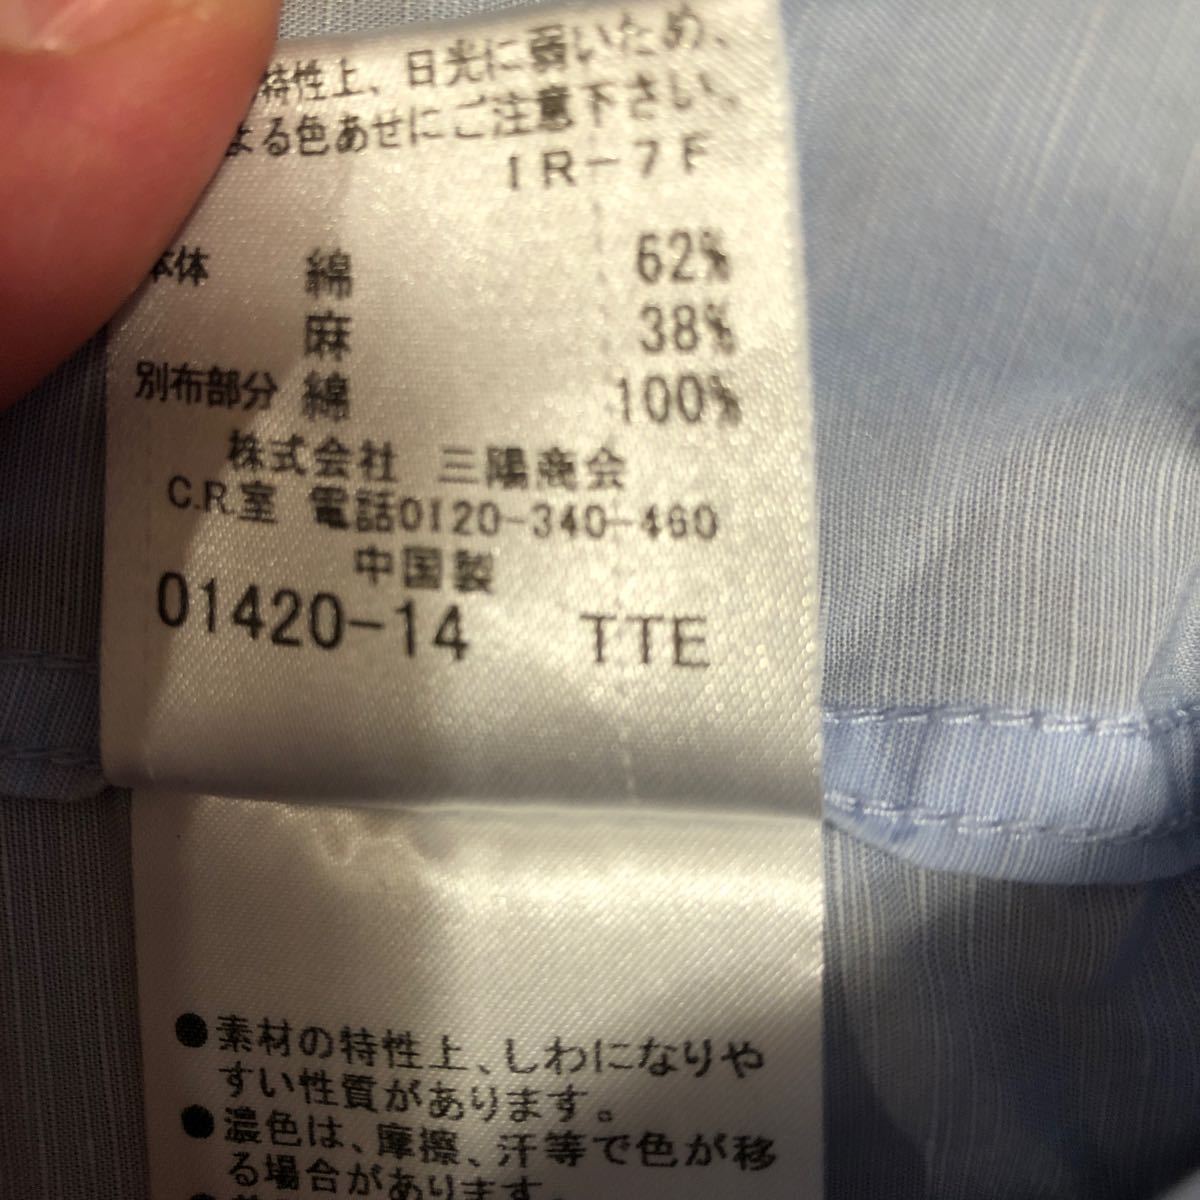 特性上、日光に弱いため、
よる色あせにご注意下さい。
IR-7F
本体 綿 62%
麻 38%
別布部分 綿 100%
株式会社 三陽商会
C.R.室 電話0120-340-460
中国製
01420-14 TTE
●素材の特性上、しわになりや
すい性質があります。
●濃色は、摩擦、汗等で色が移
る場合があります。